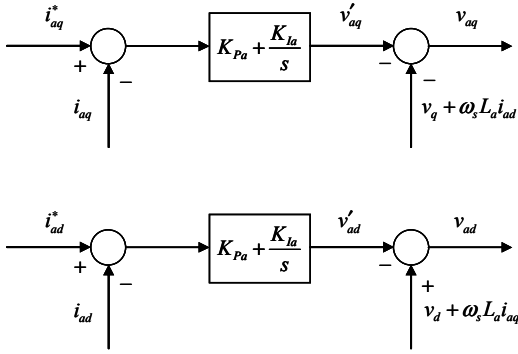 i*aq
+
−
iaq
KPa + KIa/s
v′aq
−
−
vaq
vq + ωsLaiad
i*ad
+
−
iad
KPa + KIa/s
v′ad
−
+
vad
vd + ωsLaiaq